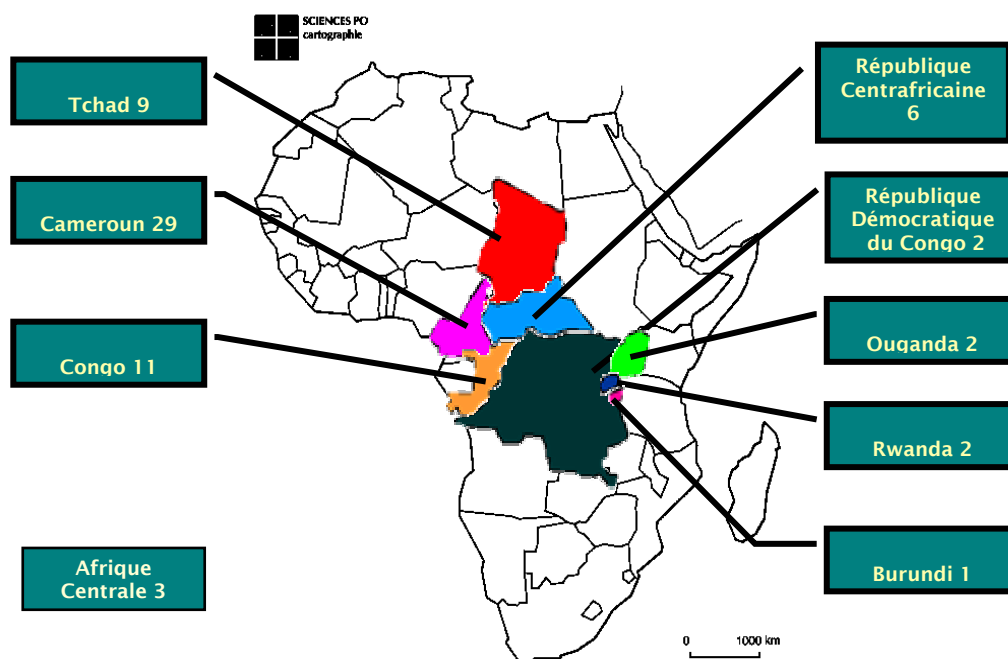 SCIENCES PO
cartographie
Tchad 9
Cameroun 29
Congo 11
Afrique
Centrale 3
République
Centrafricaine
6
République
Démocratique
du Congo 2
Ouganda 2
Rwanda 2
Burundi 1
0 1000 km